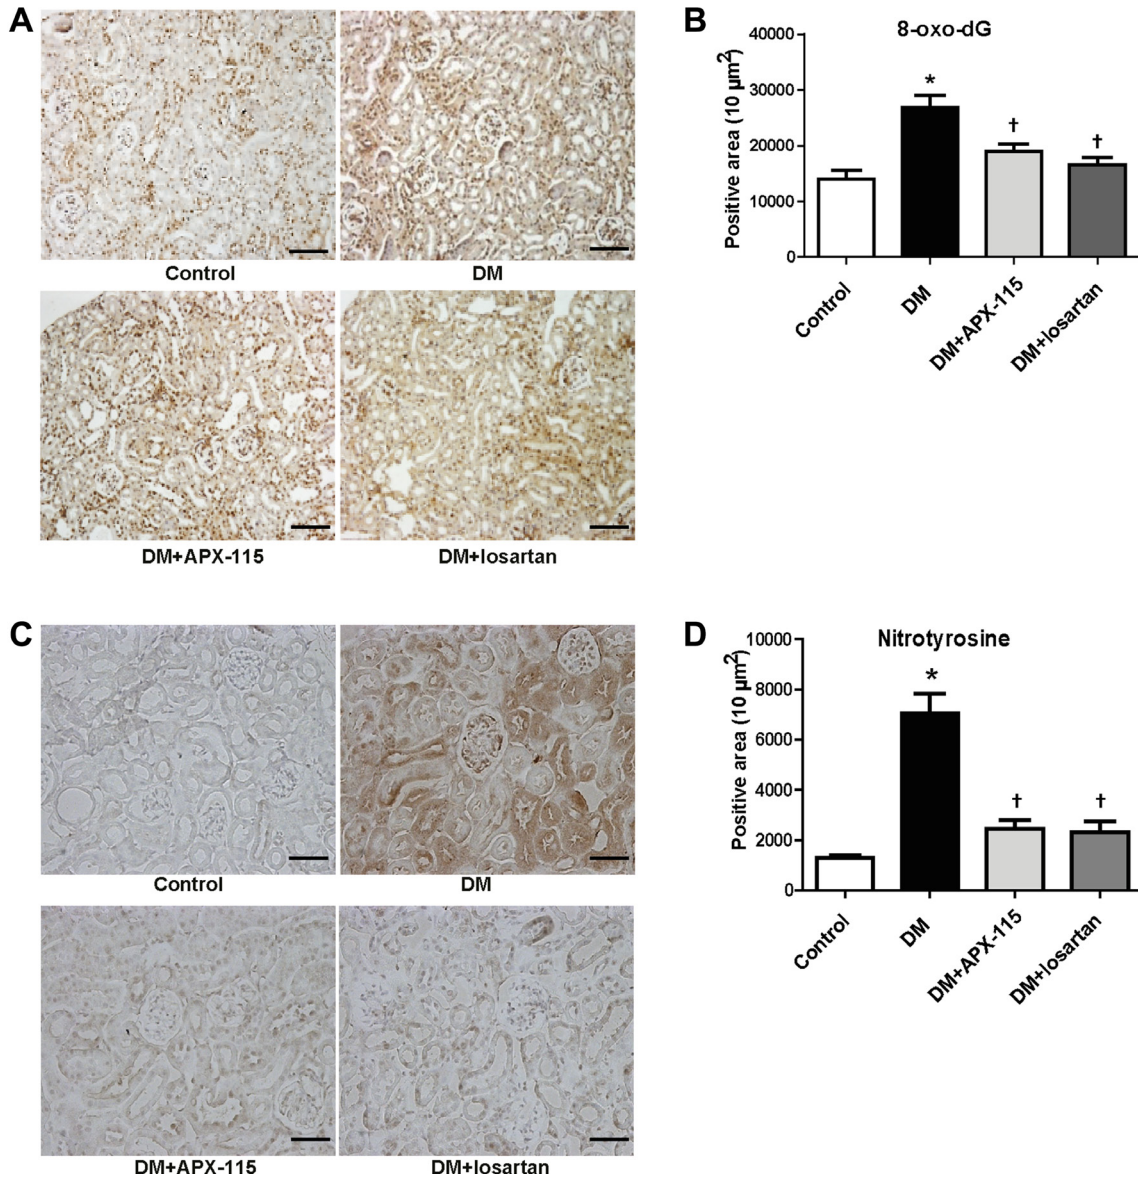 A
Control
DM
DM+APX-115
DM+losartan
B
8-oxo-dG
Positive area (10 µm2)
40000
30000
20000
10000
0
*
†
†
Control
DM
DM+APX-115
DM+losartan
C
Control
DM
DM+APX-115
DM+losartan
D
Nitrotyrosine
Positive area (10 µm2)
10000
8000
6000
4000
2000
0
*
†
†
Control
DM
DM+APX-115
DM+losartan